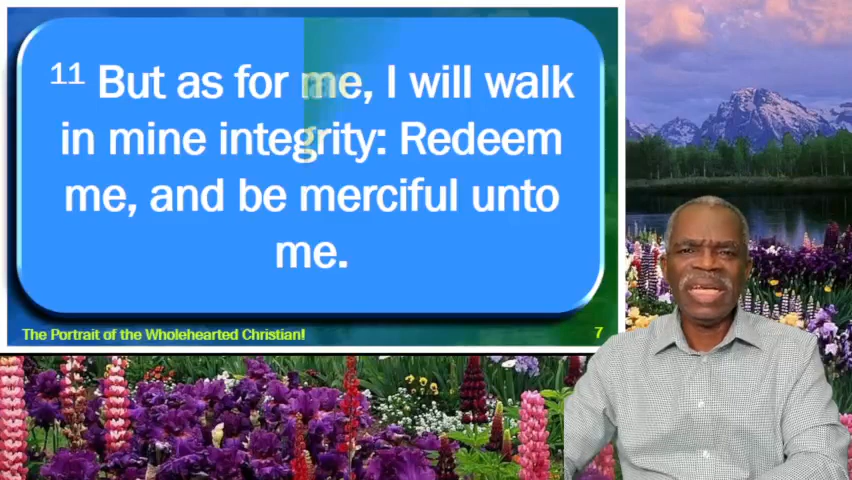 11 But as for me, I will walk
in mine integrity: Redeem
me, and be merciful unto
me.
The Portrait of the Wholehearted Christian!
7